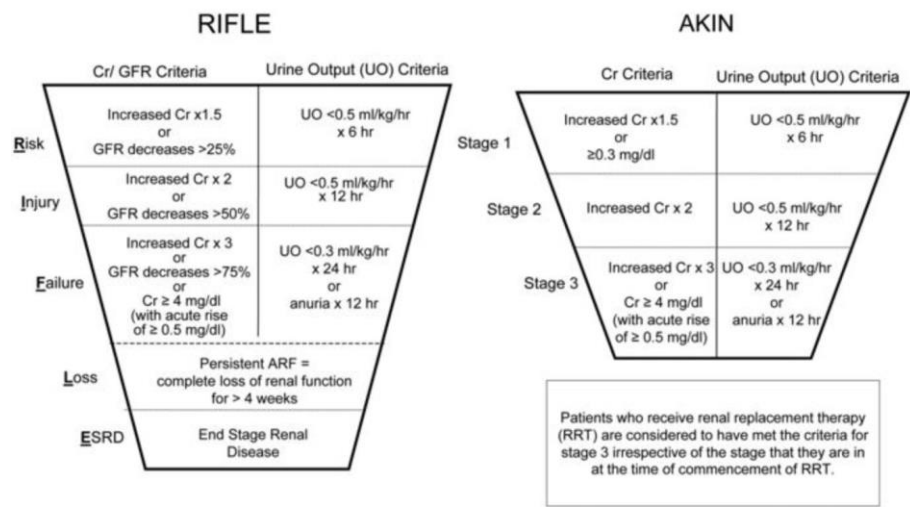 RIFLE
Cr/ GFR Criteria
Urine Output (UO) Criteria
Risk
Increased Cr x1.5
or
GFR decreases >25%
UO <0.5 ml/kg/hr
x 6 hr
Injury
Increased Cr x 2
or
GFR decreases >50%
UO <0.5 ml/kg/hr
x 12 hr
Failure
Increased Cr x 3
or
GFR decreases >75%
or
Cr ≥ 4 mg/dl
(with acute rise
of ≥ 0.5 mg/dl)
UO <0.3 ml/kg/hr
x 24 hr
or
anuria x 12 hr
Loss
Persistent ARF =
complete loss of renal function
for > 4 weeks
ESRD
End Stage Renal
Disease
AKIN
Cr Criteria
Urine Output (UO) Criteria
Stage 1
Increased Cr x1.5
or
≥0.3 mg/dl
UO <0.5 ml/kg/hr
x 6 hr
Stage 2
Increased Cr x 2
UO <0.5 ml/kg/hr
x 12 hr
Stage 3
Increased Cr x 3
or
Cr ≥ 4 mg/dl
(with acute rise
of ≥ 0.5 mg/dl)
UO <0.3 ml/kg/hr
x 24 hr
or
anuria x 12 hr
Patients who receive renal replacement therapy
(RRT) are considered to have met the criteria for
stage 3 irrespective of the stage that they are in
at the time of commencement of RRT.